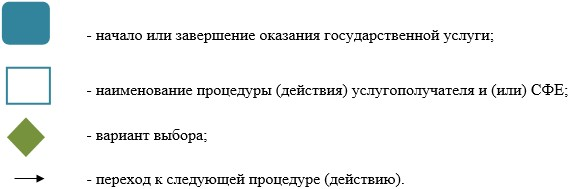 - начало или завершение оказания государственной услуги;
- наименование процедуры (действия) услугополучателя и (или) СФЕ;
- вариант выбора;
- переход к следующей процедуре (действию).